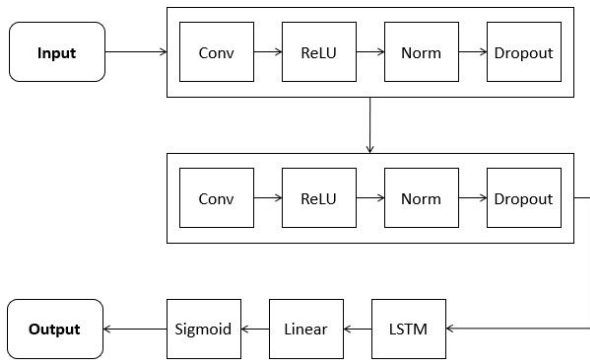 Input
Conv
ReLU
Norm
Dropout
Conv
ReLU
Norm
Dropout
Output
Sigmoid
Linear
LSTM